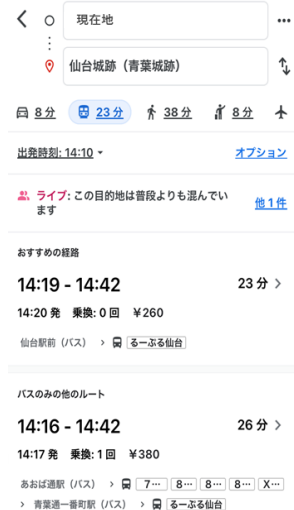 現在地
仙台城跡（青葉城跡）
8 分 23 分 38 分 8 分
出発時刻: 14:10 オプション
ライブ: この目的地は普段よりも混んでい
ます
他 1 件
おすすめの経路
14:19 - 14:42 23 分
14:20 発 乗換: 0 回 ￥260
仙台駅前（バス） るーぷる仙台
バスのみの他のルート
14:16 - 14:42 26 分
14:17 発 乗換: 1 回 ￥380
あおば通駅（バス） 7… 8… 8… 8… X…
青葉通一番町駅（バス） るーぷる仙台